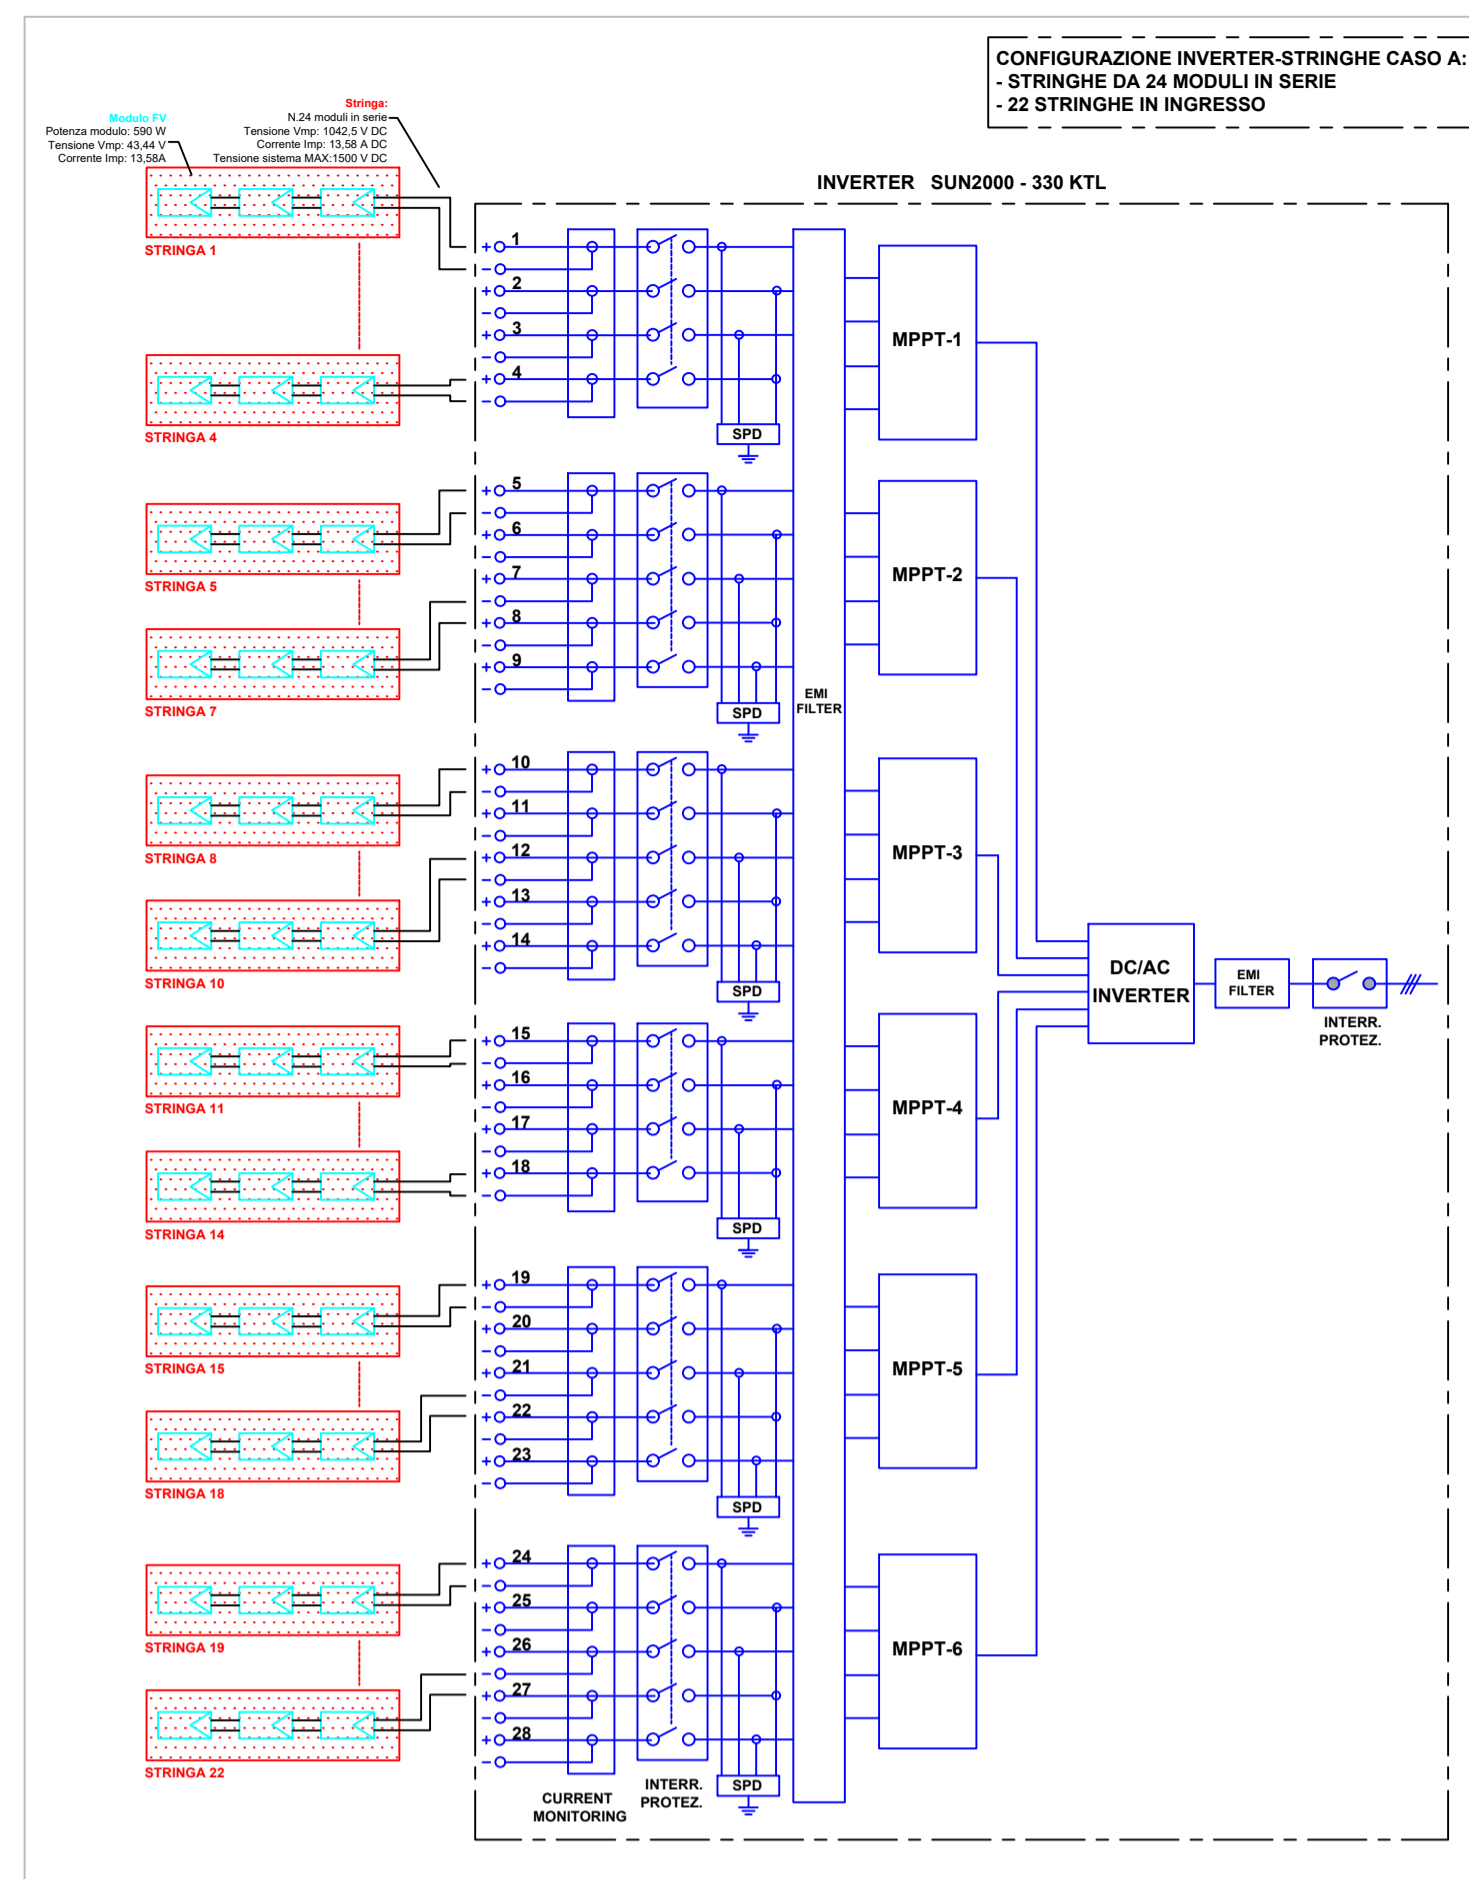 CONFIGURAZIONE INVERTER-STRINGHE CASO A:
- STRINGHE DA 24 MODULI IN SERIE
- 22 STRINGHE IN INGRESSO
Modulo FV
Potenza modulo: 590 W
Tensione Vmp: 43,44 V
Corrente Imp: 13,58A
Stringa:
N.24 moduli in serie
Tensione Vmp: 1042,5 V DC
Corrente Imp: 13,58 A DC
Tensione sistema MAX:1500 V DC
INVERTER SUN2000 - 330 KTL
STRINGA 1
STRINGA 4
+ 1
-
+ 2
-
+ 3
-
+ 4
-
SPD
MPPT-1
STRINGA 5
STRINGA 7
+ 5
-
+ 6
-
+ 7
-
+ 8
-
+ 9
-
SPD
MPPT-2
EMI
FILTER
STRINGA 8
STRINGA 10
+ 10
-
+ 11
-
+ 12
-
+ 13
-
+ 14
-
SPD
MPPT-3
DC/AC
INVERTER
EMI
FILTER
INTERR.
PROTEZ.
STRINGA 11
STRINGA 14
+ 15
-
+ 16
-
+ 17
-
+ 18
-
SPD
MPPT-4
STRINGA 15
STRINGA 18
+ 19
-
+ 20
-
+ 21
-
+ 22
-
+ 23
-
SPD
MPPT-5
STRINGA 19
STRINGA 22
+ 24
-
+ 25
-
+ 26
-
+ 27
-
+ 28
-
SPD
MPPT-6
CURRENT
MONITORING
INTERR.
PROTEZ.